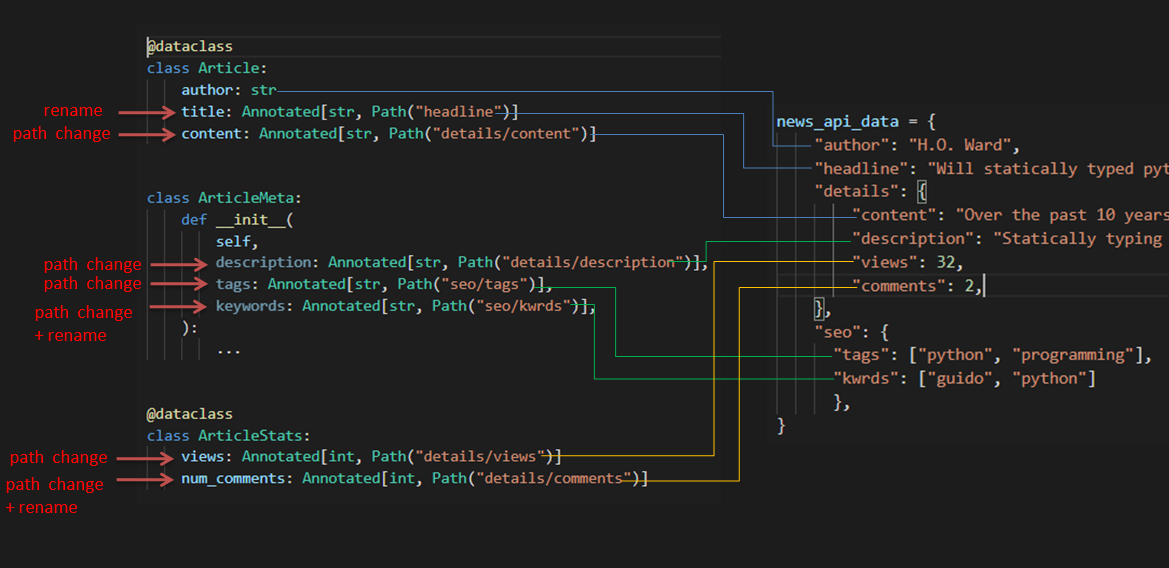 @dataclass
class Article:
author: str
rename
title: Annotated[str, Path("headline")]
path change
content: Annotated[str, Path("details/content")]
class ArticleMeta:
def __init__(
self,
path change
description: Annotated[str, Path("details/description")],
path change
tags: Annotated[str, Path("seo/tags")],
path change
+ rename
keywords: Annotated[str, Path("seo/kwrds")],
):
...
@dataclass
class ArticleStats:
path change
views: Annotated[int, Path("details/views")]
path change
+ rename
num_comments: Annotated[int, Path("details/comments")]
news_api_data = {
"author": "H.O. Ward",
"headline": "Will statically typed pyt
"details": {
"content": "Over the past 10 years
"description": "Statically typing
"views": 32,
"comments": 2,
},
"seo": {
"tags": ["python", "programming"],
"kwrds": ["guido", "python"]
},
}